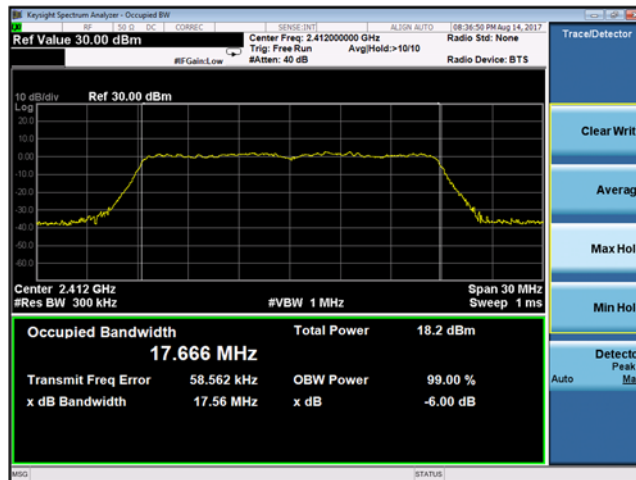 Keysight Spectrum Analyzer - Occupied BW
RF 50 Ω DC CORREC SENSE:INT ALIGN AUTO 08:36:50 PM Aug 14, 2017
Ref Value 30.00 dBm
Center Freq: 2.412000000 GHz
Radio Std: None
Trig: Free Run Avg|Hold:>10/10
#IFGain:Low #Atten: 40 dB Radio Device: BTS
10 dB/div Ref 30.00 dBm
Log
20.0
10.0
0.00
-10.0
-20.0
-30.0
-40.0
-50.0
-60.0
Center 2.412 GHz Span 30 MHz
#Res BW 300 kHz #VBW 1 MHz Sweep 1 ms
Occupied Bandwidth Total Power 18.2 dBm
17.666 MHz
Transmit Freq Error 58.562 kHz OBW Power 99.00 %
x dB Bandwidth 17.56 MHz x dB -6.00 dB
MSG STATUS
Trace/Detector
Clear Writ
Averag
Max Hol
Min Hol
Detecto
Peak
Auto Ma